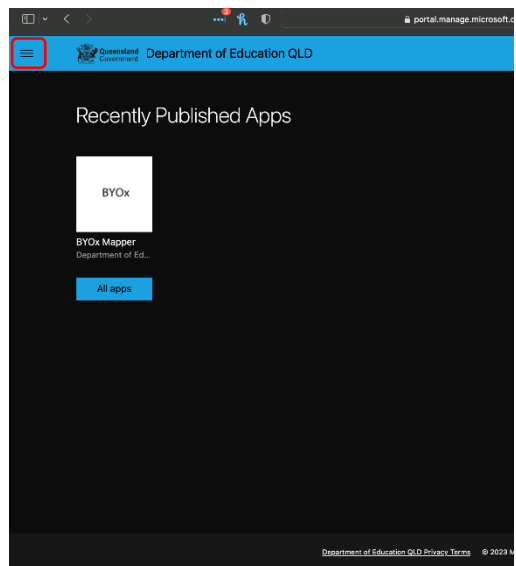 2
portal.manage.microsoft.c
Queensland
Government
Department of Education QLD
Recently Published Apps
BYOx
BYOx Mapper
Department of Ed...
All apps
Department of Education QLD Privacy Terms © 2023 M